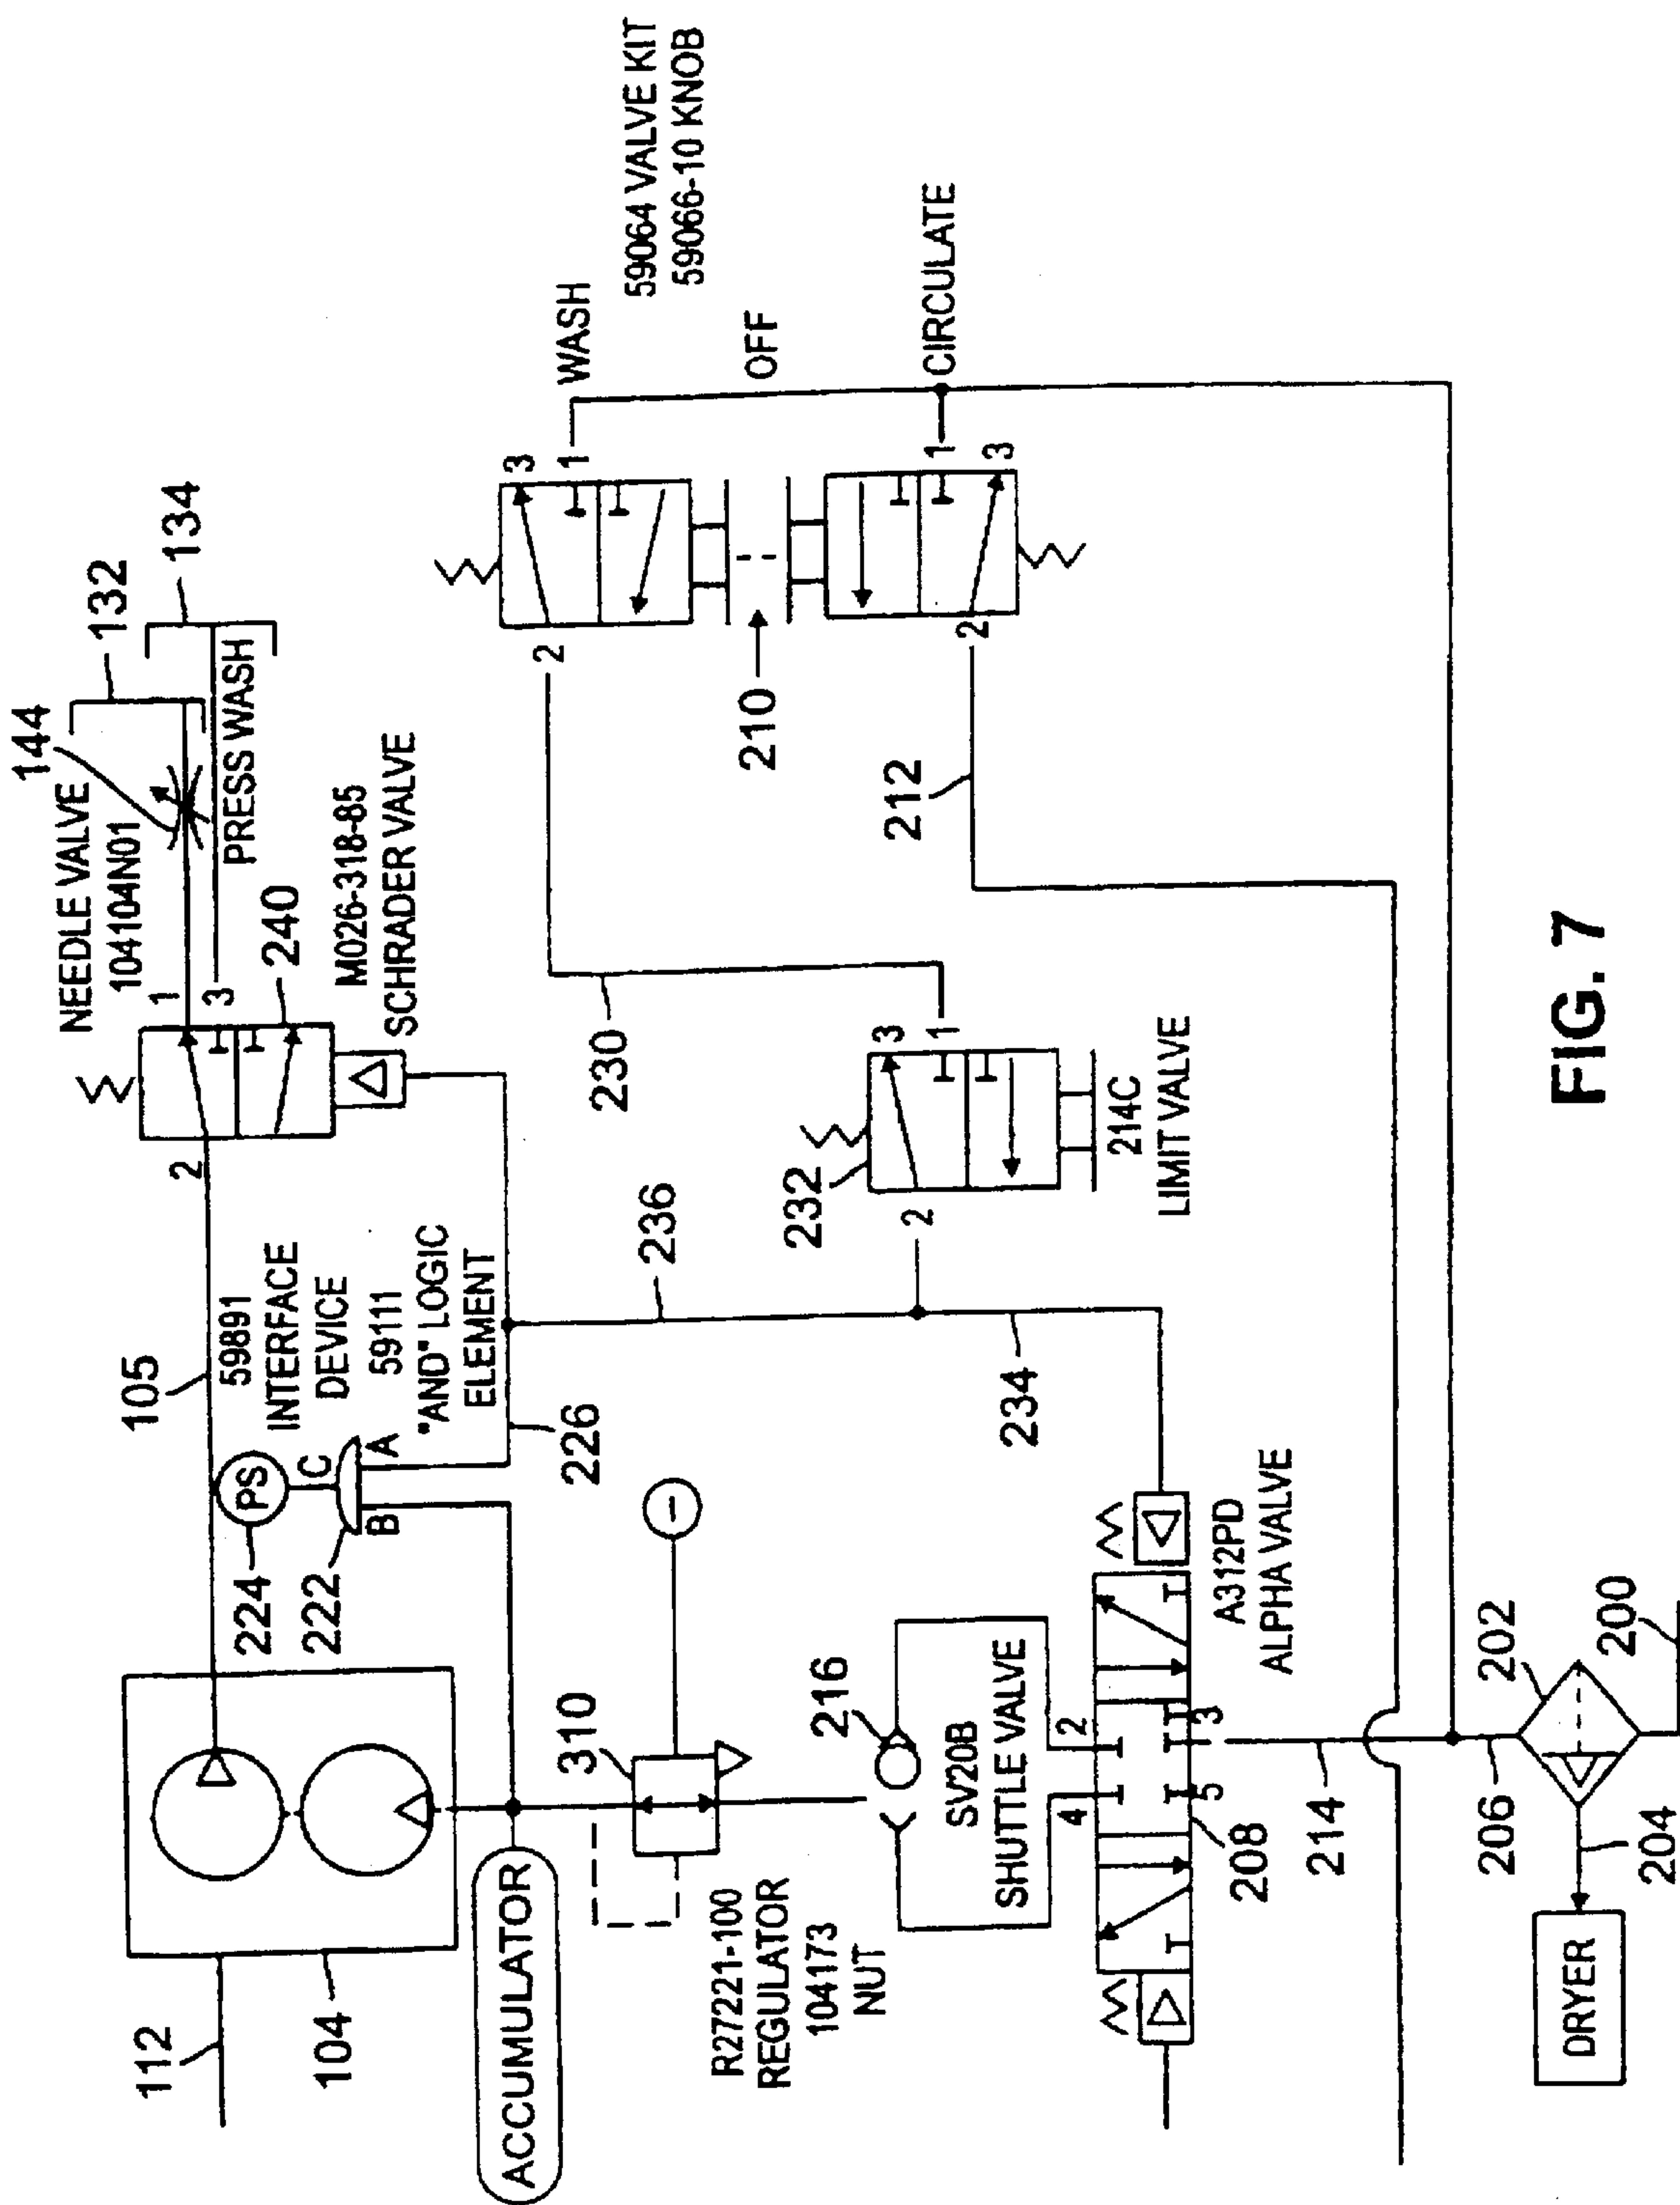 144
132
134
NEEDLE VALVE
104104N01
1
3
PRESS WASH
240
M026-318-85
SCHRADER VALVE
2
105
59891
INTERFACE
DEVICE
59111
"AND" LOGIC
ELEMENT
PS
C
B
A
224
222
226
236
112
104
ACCUMULATOR
310
R27221-100
REGULATOR
104173
NUT
216
SV20B
SHUTTLE VALVE
4
2
5
3
208
A312PD
ALPHA VALVE
234
232
2
3
1
214C
LIMIT VALVE
230
212
210
2
3
1
WASH
OFF
59064 VALVE KIT
59066-10 KNOB
CIRCULATE
1
3
2
214
206
202
200
204
DRYER
FIG. 7